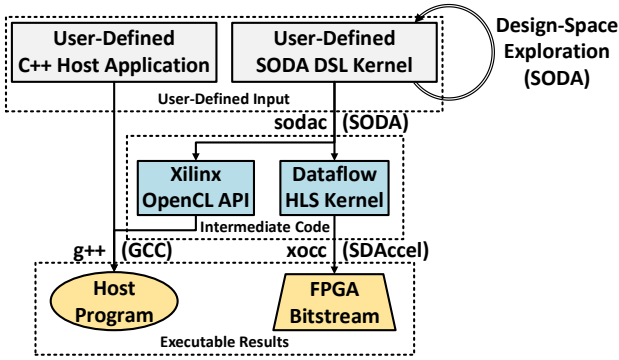 User-Defined
C++ Host Application
User-Defined
SODA DSL Kernel
Design-Space
Exploration
(SODA)
User-Defined Input
sodac (SODA)
Xilinx
OpenCL API
Dataflow
HLS Kernel
Intermediate Code
g++ (GCC)
xocc (SDAccel)
Host
Program
FPGA
Bitstream
Executable Results